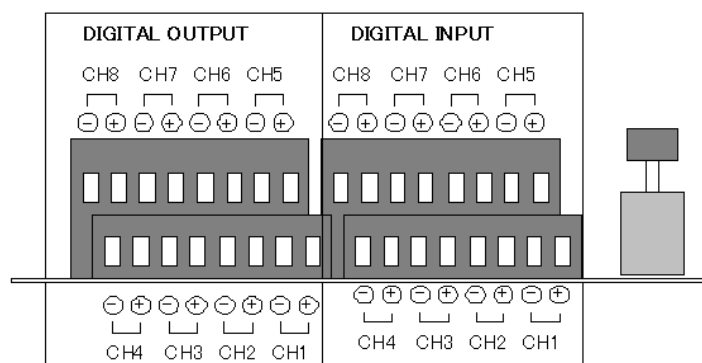 DIGITAL OUTPUT DIGITAL INPUT
CH8 CH7 CH6 CH5 CH8 CH7 CH6 CH5
- + - + - + - + - + - + - + - +
- + - + - + - + - + - + - + - +
CH4 CH3 CH2 CH1 CH4 CH3 CH2 CH1